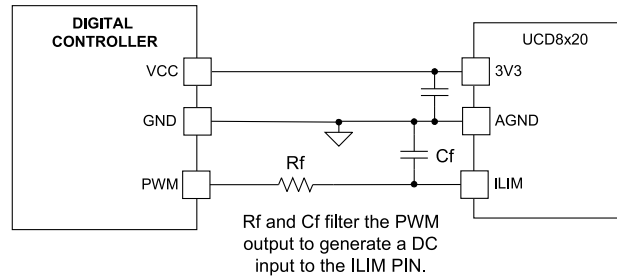 DIGITAL
CONTROLLER
UCD8x20
VCC
3V3
GND
AGND
Rf
Cf
PWM
ILIM
Rf and Cf filter the PWM
output to generate a DC
input to the ILIM PIN.